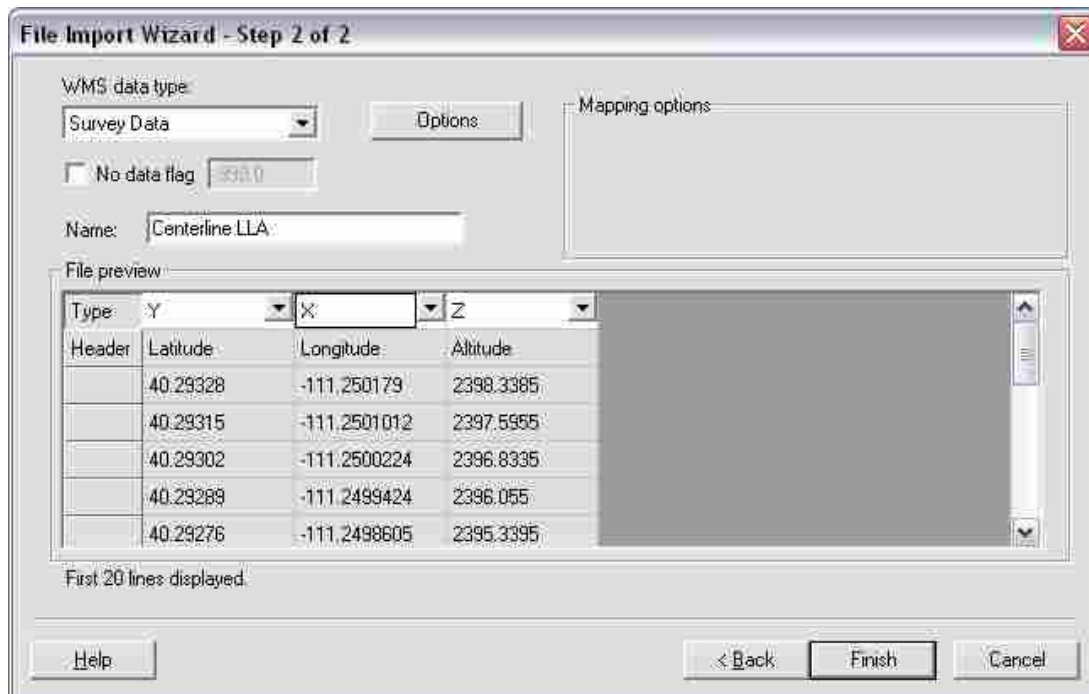 File Import Wizard - Step 2 of 2
WMS data type:
Survey Data
Options
Mapping options
No data flag
Name: Centerline.LLA
File preview
Type Y X Z
Header Latitude Longitude Altitude
40.29328 -111.250179 2398.3385
40.29315 -111.2501012 2397.5955
40.29302 -111.2500224 2396.8335
40.29289 -111.2499424 2396.055
40.29276 -111.2498605 2395.3395
First 20 lines displayed.
Help
< Back
Finish
Cancel